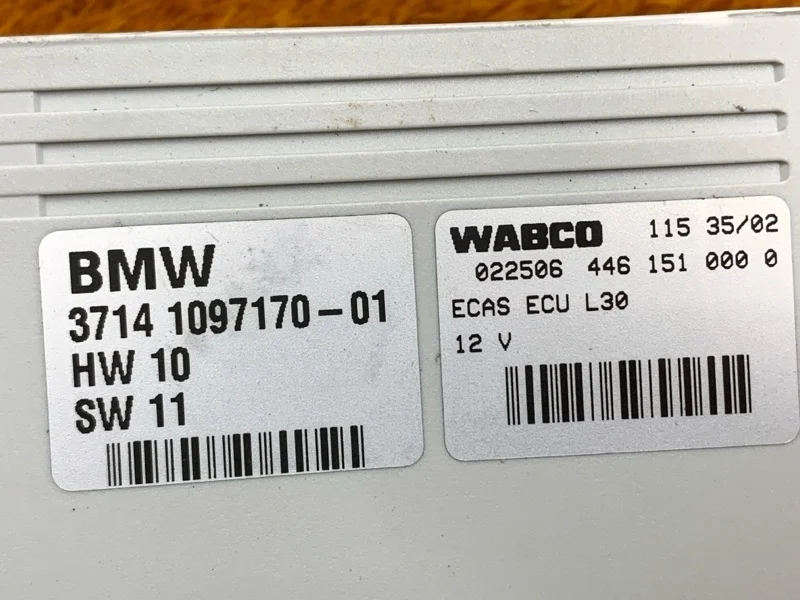 BMW
3714 1097170-01
HW 10
SW 11
WABCO 115 35/02
022506 446 151 000 0
ECAS ECU L30
12 V